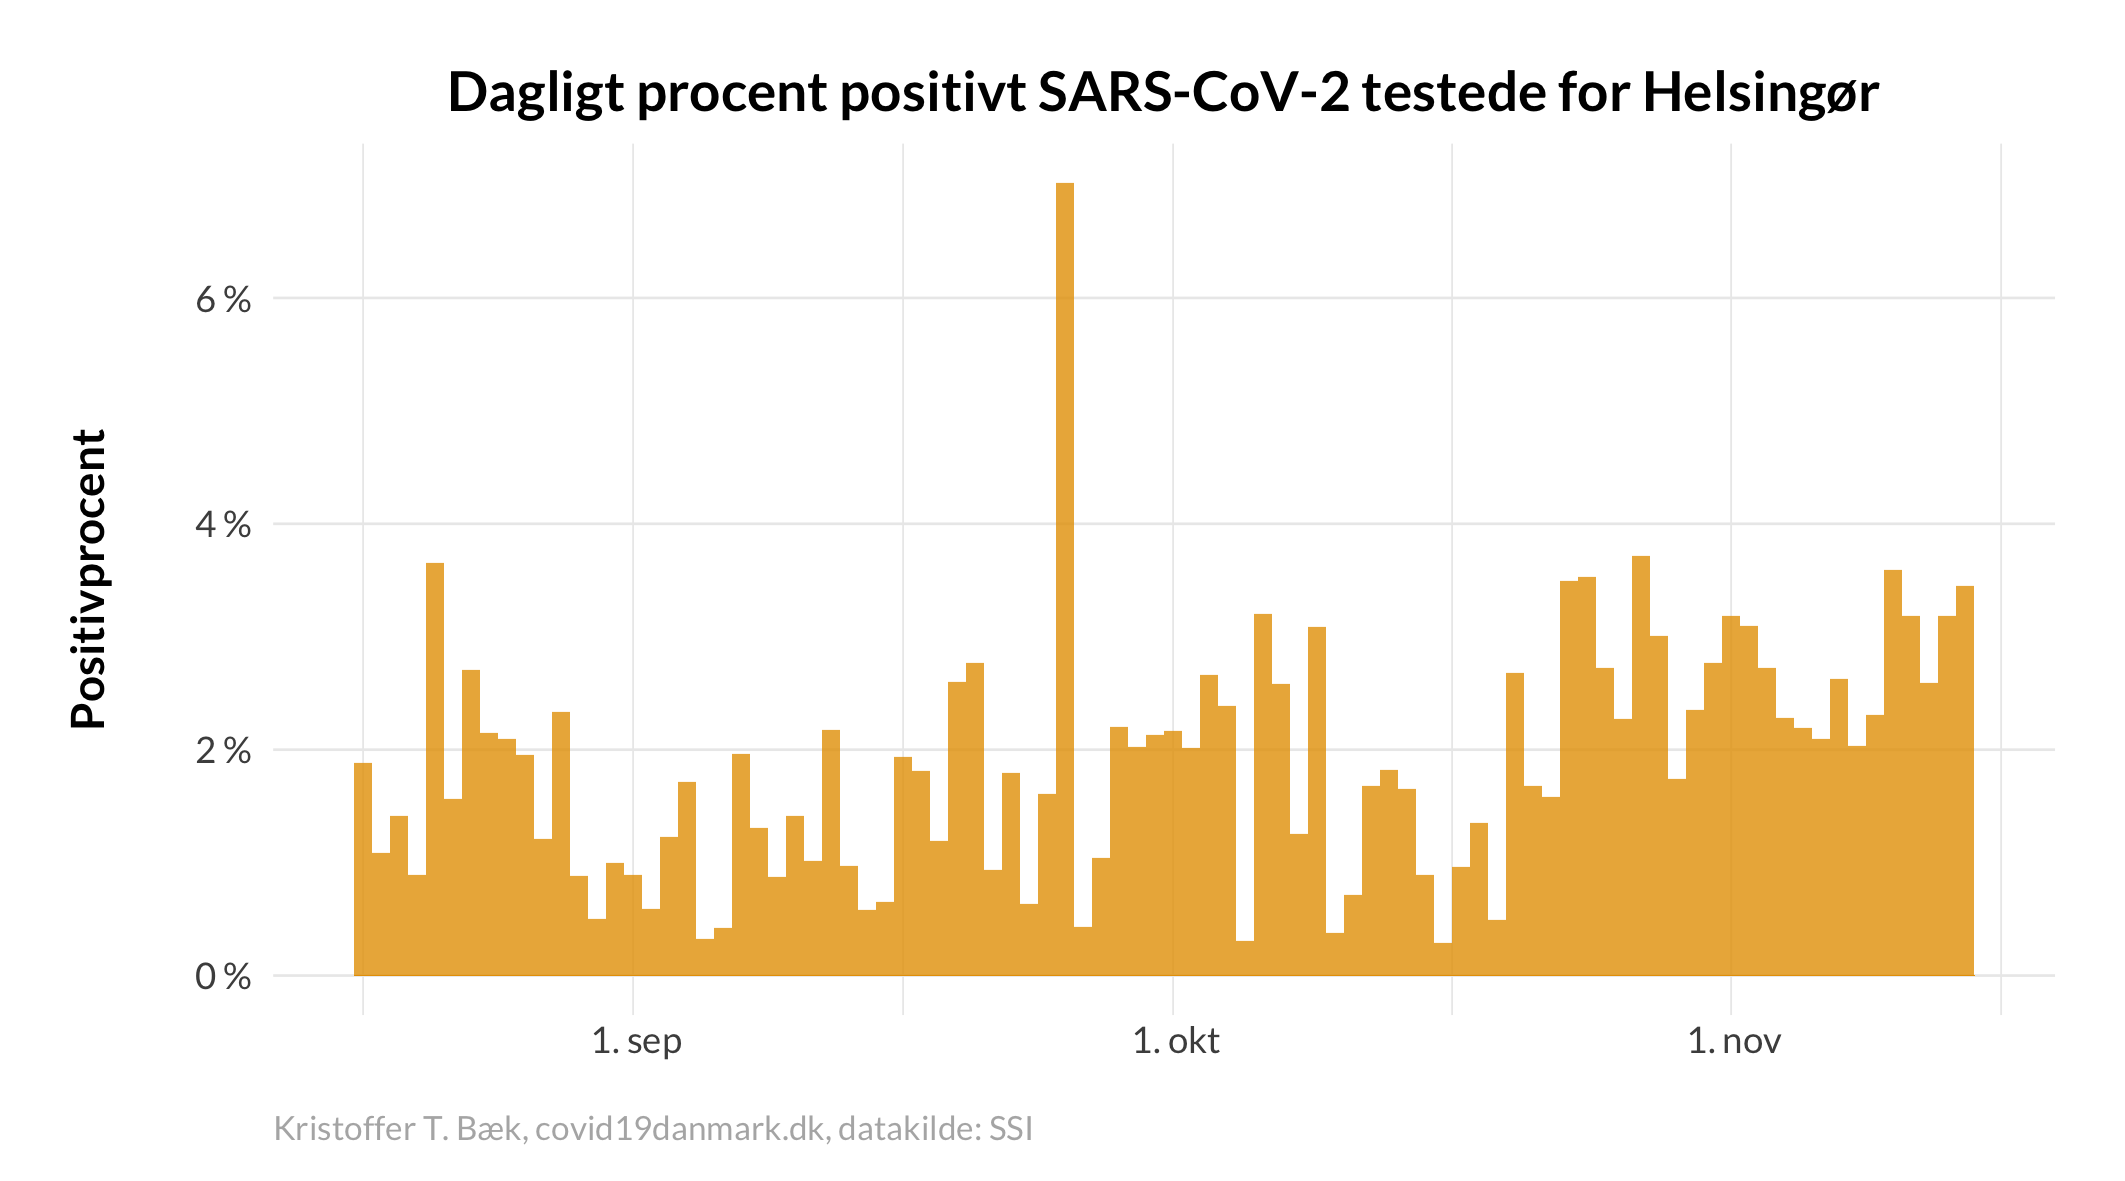 Dagligt procent positivt SARS-CoV-2 testede for Helsingør
Positivprocent
6 %
4 %
2 %
0 %
1. sep
1. okt
1. nov
Kristoffer T. Bæk, covid19danmark.dk, datakilde: SSI